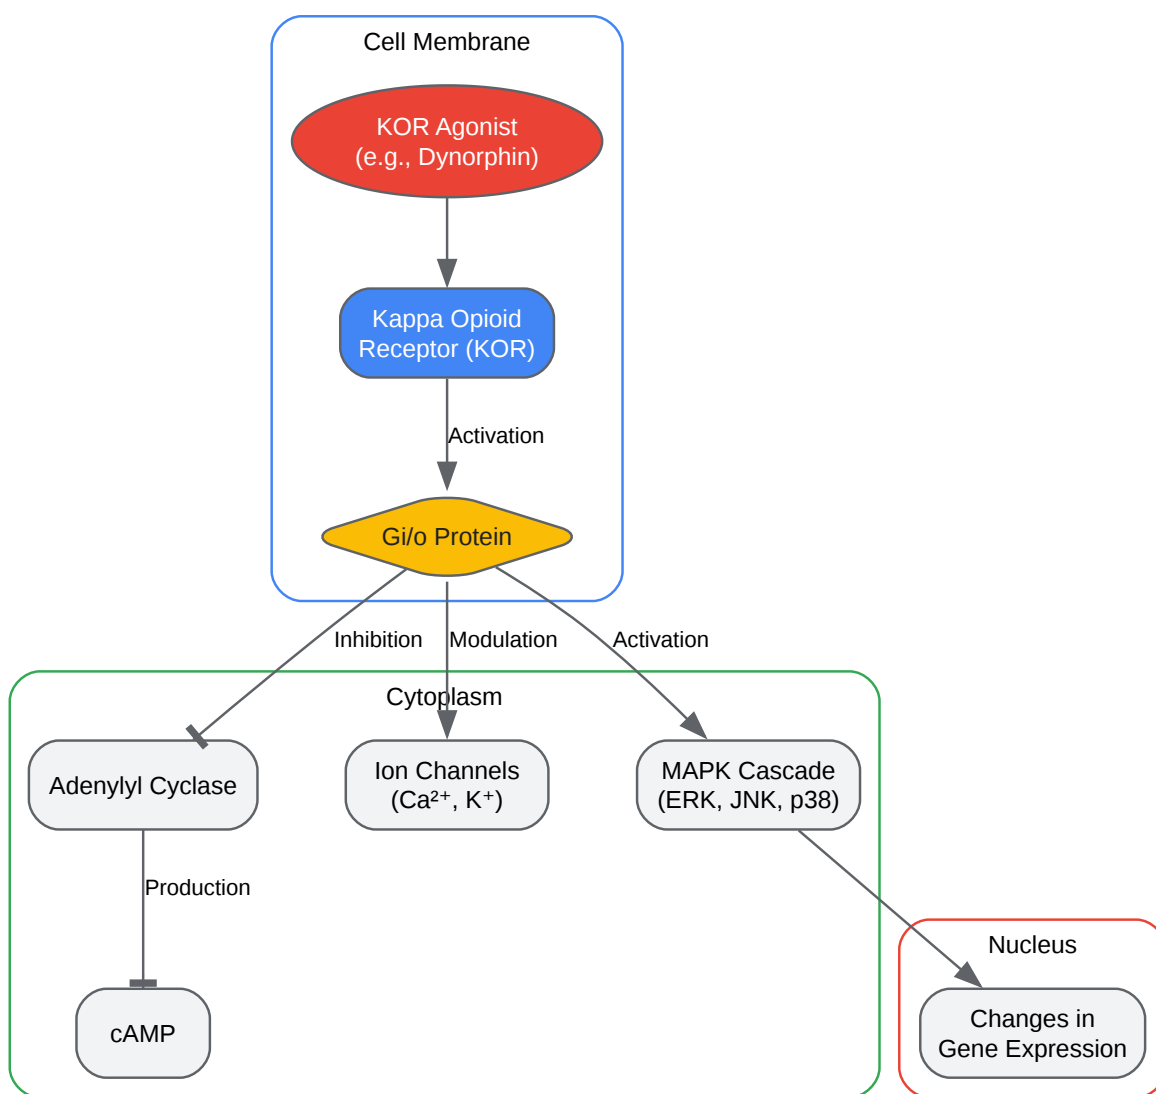 Cell Membrane
KOR Agonist
(e.g., Dynorphin)
Kappa Opioid
Receptor (KOR)
Activation
Gi/o Protein
Inhibition
Modulation
Activation
Cytoplasm
Adenylyl Cyclase
Ion Channels
(Ca²⁺, K⁺)
MAPK Cascade
(ERK, JNK, p38)
Production
Nucleus
cAMP
Changes in
Gene Expression